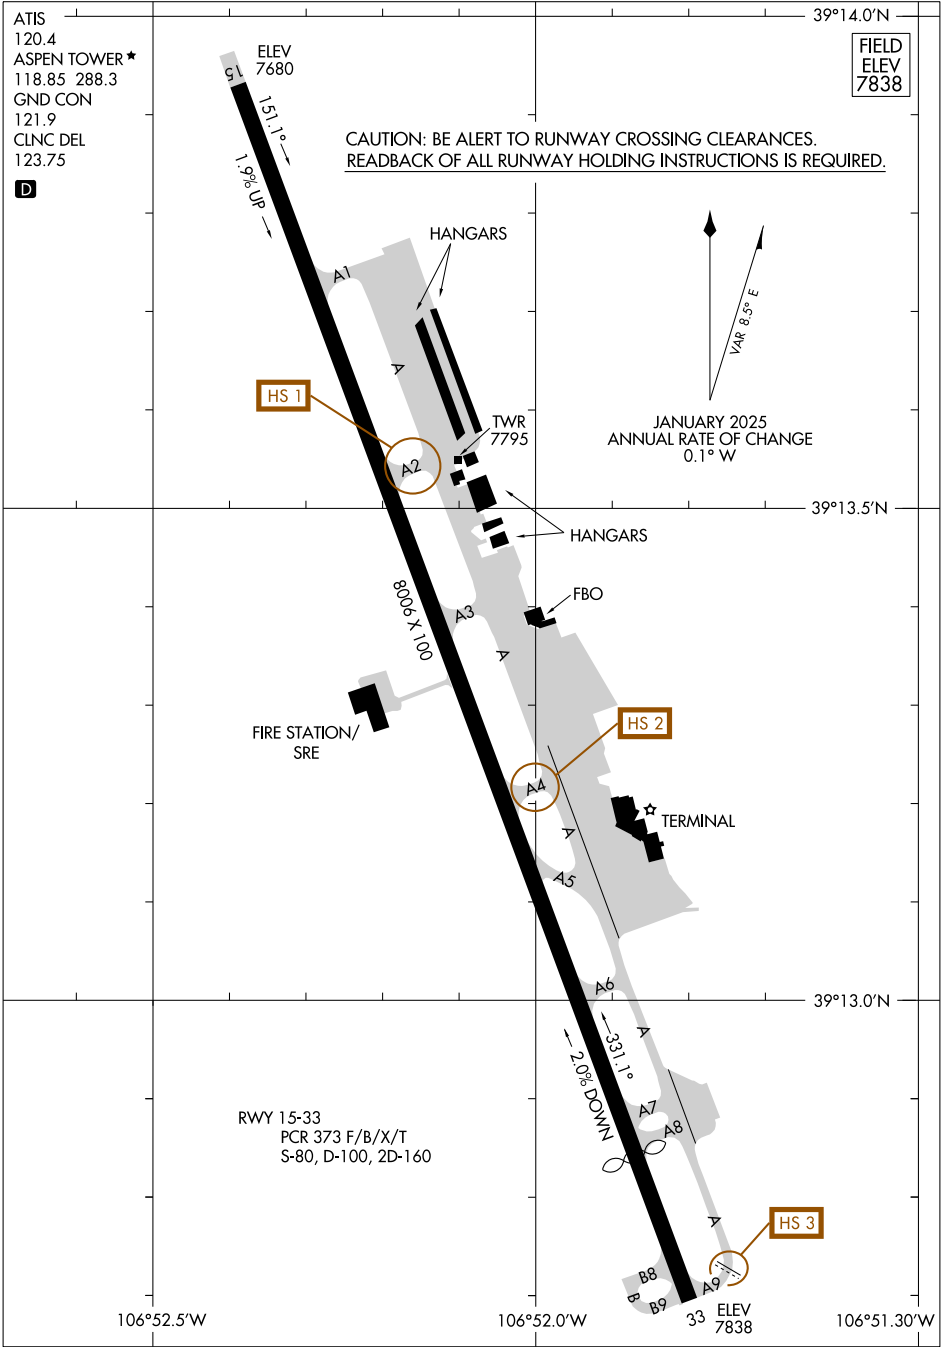 ATIS
120.4
ASPEN TOWER ★
118.85 288.3
GND CON
121.9
CLNC DEL
123.75
D
39°14.0'N
FIELD
ELEV
7838
ELEV
7680
15
151.1°
1.9% UP
CAUTION: BE ALERT TO RUNWAY CROSSING CLEARANCES.
READBACK OF ALL RUNWAY HOLDING INSTRUCTIONS IS REQUIRED.
HANGARS
A1
VAR 8.5° E
A
HS 1
JANUARY 2025
ANNUAL RATE OF CHANGE
0.1° W
TWR
7795
A2
39°13.5'N
HANGARS
FBO
8006 X 100
A3
A
FIRE STATION/
SRE
HS 2
A4
TERMINAL
A
A5
A6
39°13.0'N
331.1°
A
2.0% DOWN
A7
A8
RWY 15-33
PCR 373 F/B/X/T
S-80, D-100, 2D-160
A
HS 3
B8
A9
B
B9
33
ELEV
7838
106°52.5'W
106°52.0'W
106°51.30'W